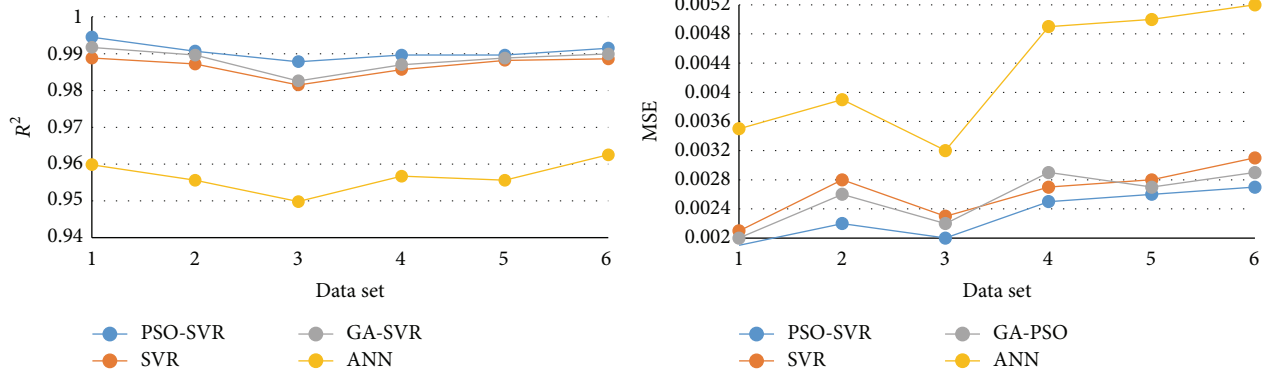 1
0.99
0.98
0.97
0.96
0.95
0.94
R²
1 2 3 4 5 6
Data set
PSO-SVR GA-SVR
SVR ANN
0.0052
0.0048
0.0044
0.004
0.0036
0.0032
0.0028
0.0024
0.002
MSE
1 2 3 4 5 6
Data set
PSO-SVR GA-PSO
SVR ANN